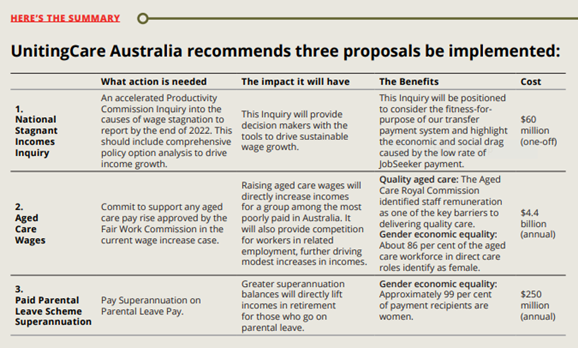 HERE'S THE SUMMARY
UnitingCare Australia recommends three proposals be implemented:
What action is needed
The impact it will have
The Benefits
Cost
1.
National
Stagnant
Incomes
Inquiry
An accelerated Productivity
Commission Inquiry into the
causes of wage stagnation to
report by the end of 2022. This
should include comprehensive
policy option analysis to drive
income growth.
This Inquiry will provide
decision makers with the
tools to drive sustainable
wage growth.
This Inquiry will be positioned
to consider the fitness-for-
purpose of our transfer
payment system and highlight
the economic and social drag
caused by the low rate of
JobSeeker payment.
$60
million
(one-off)
2.
Aged
Care
Wages
Commit to support any aged
care pay rise approved by the
Fair Work Commission in the
current wage increase case.
Raising aged care wages will
directly increase incomes
for a group among the most
poorly paid in Australia. It
will also provide competition
for workers in related
employment, further driving
modest increases in incomes.
Quality aged care: The Aged
Care Royal Commission
identified staff remuneration
as one of the key barriers to
delivering quality care.
Gender economic equality:
About 86 per cent of the aged
care workforce in direct care
roles identify as female.
$4.4
billion
(annual)
3.
Paid Parental
Leave Scheme
Superannuation
Pay Superannuation on
Parental Leave Pay.
Greater superannuation
balances will directly lift
incomes in retirement
for those who go on
parental leave.
Gender economic equality:
Approximately 99 per cent
of payment recipients are
women.
$250
million
(annual)